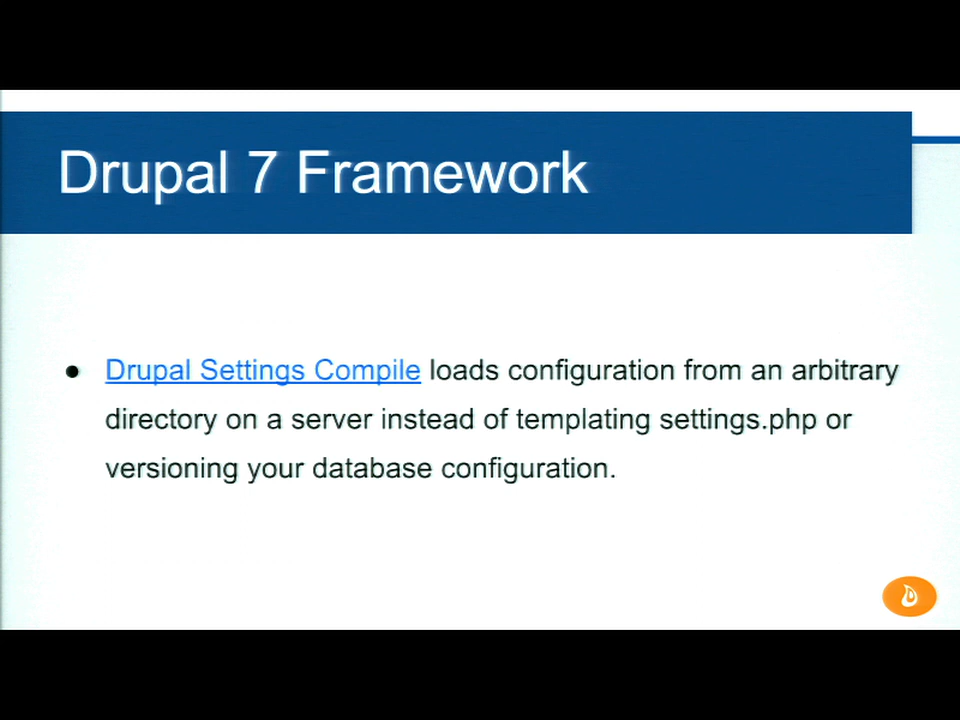 Drupal 7 Framework
● Drupal Settings Compile loads configuration from an arbitrary
directory on a server instead of templating settings.php or
versioning your database configuration.